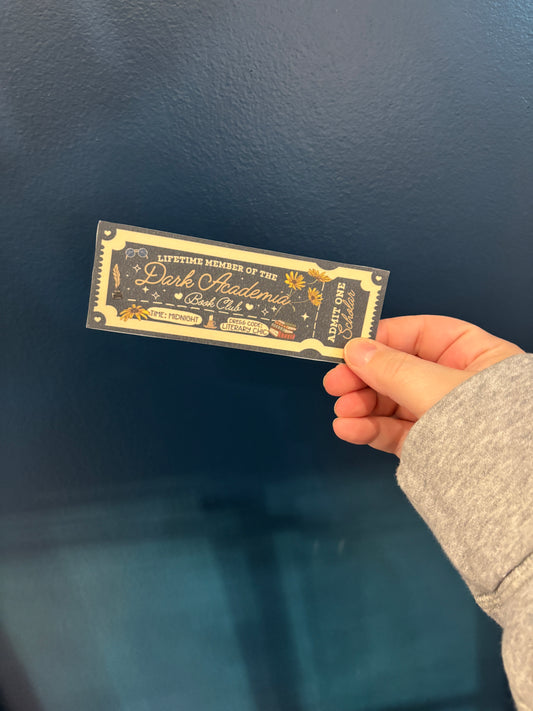 LIFETIME MEMBER OF THE
Dark Academia
Book Club
TIME: MIDNIGHT
DRESS CODE:
LITERARY CHIC
ADMIT ONE
Scholar